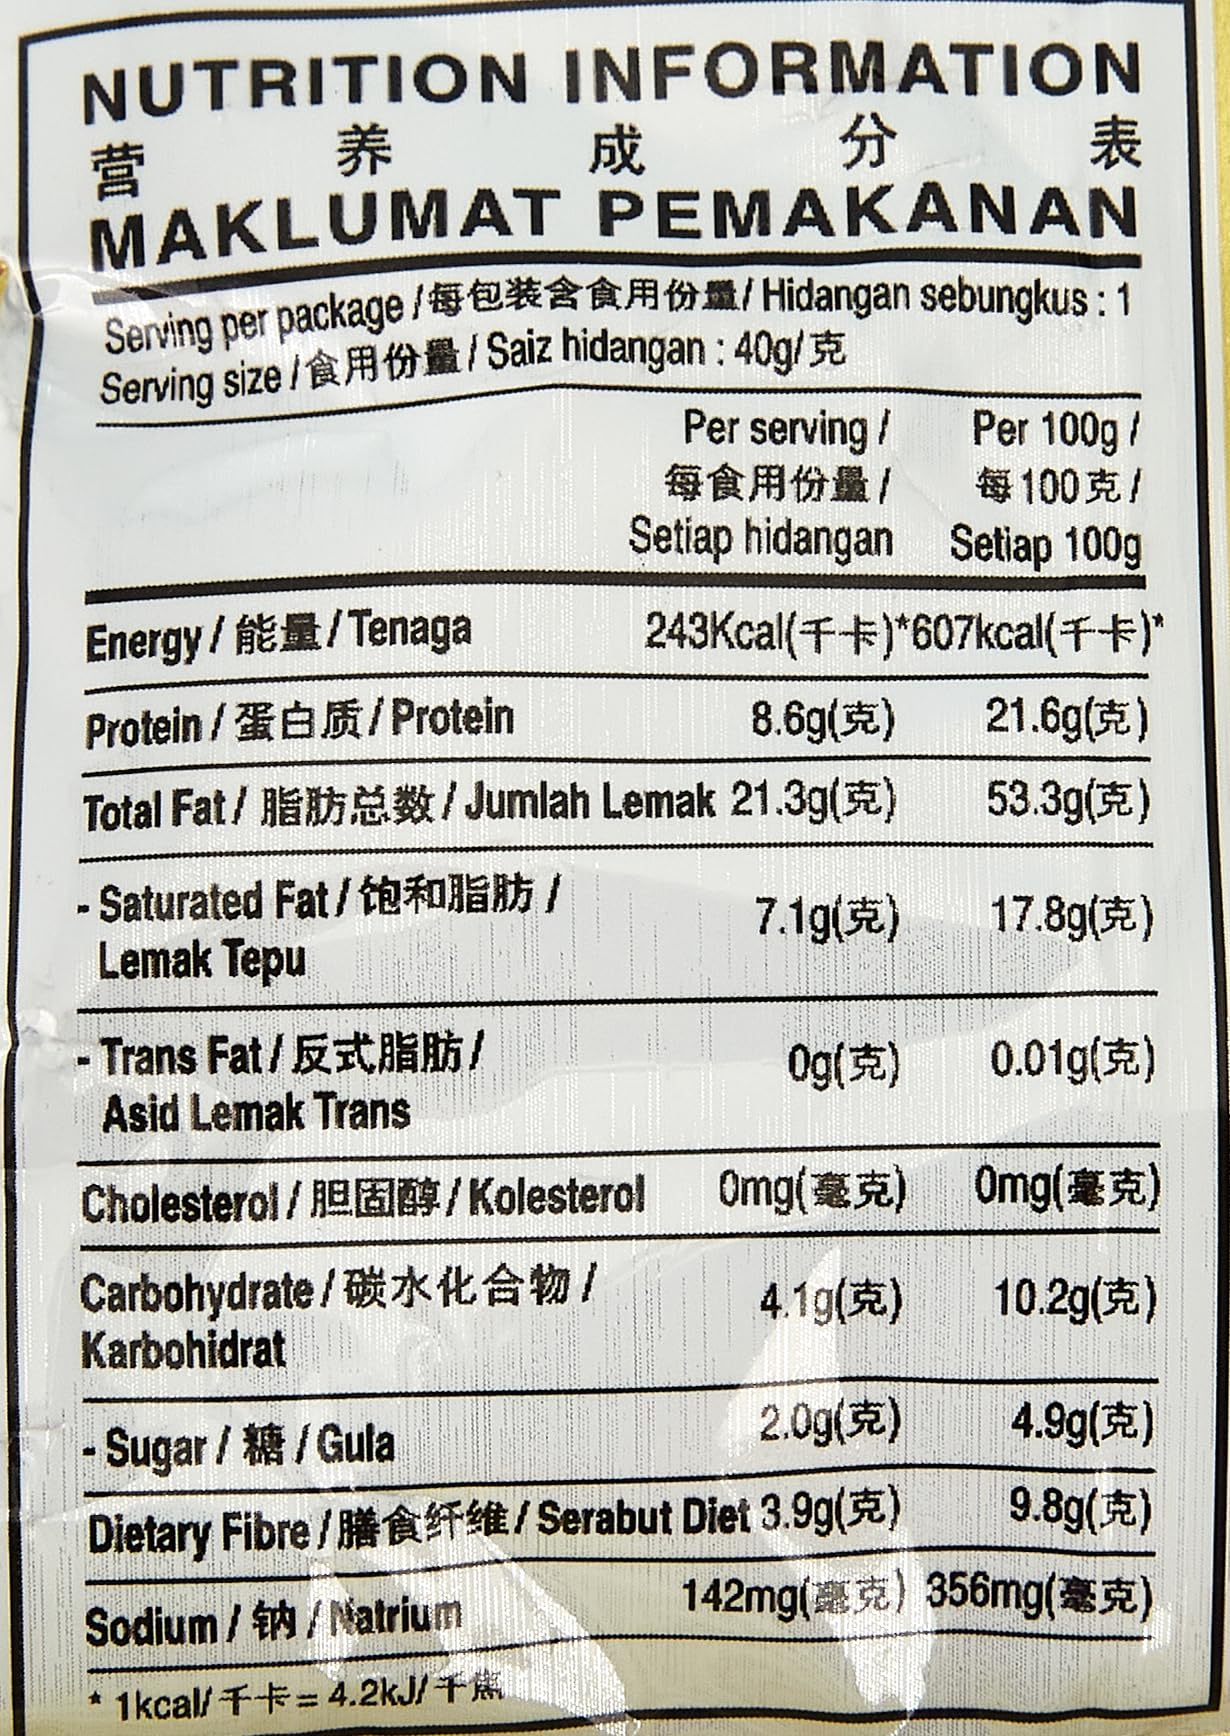 NUTRITION INFORMATION
营养成分表
MAKLUMAT PEMAKANAN
Serving per package / 每包装含食用份量 / Hidangan sebungkus : 1
Serving size / 食用份量 / Saiz hidangan : 40g/克
Per serving / Per 100g /
每食用份量 / 每100克 /
Setiap hidangan Setiap 100g
Energy / 能量 / Tenaga 243Kcal(千卡)* 607kcal(千卡)*
Protein / 蛋白质 / Protein 8.6g(克) 21.6g(克)
Total Fat / 脂肪总数 / Jumlah Lemak 21.3g(克) 53.3g(克)
- Saturated Fat / 饱和脂肪 / 7.1g(克) 17.8g(克)
Lemak Tepu
- Trans Fat / 反式脂肪 / 0g(克) 0.01g(克)
Asid Lemak Trans
Cholesterol / 胆固醇 / Kolesterol 0mg(毫克) 0mg(毫克)
Carbohydrate / 碳水化合物 / 4.1g(克) 10.2g(克)
Karbohidrat
- Sugar / 糖 / Gula 2.0g(克) 4.9g(克)
Dietary Fibre / 膳食纤维 / Serabut Diet 3.9g(克) 9.8g(克)
Sodium / 钠 / Natrium 142mg(毫克) 356mg(毫克)
* 1kcal/千卡 = 4.2kJ/千焦